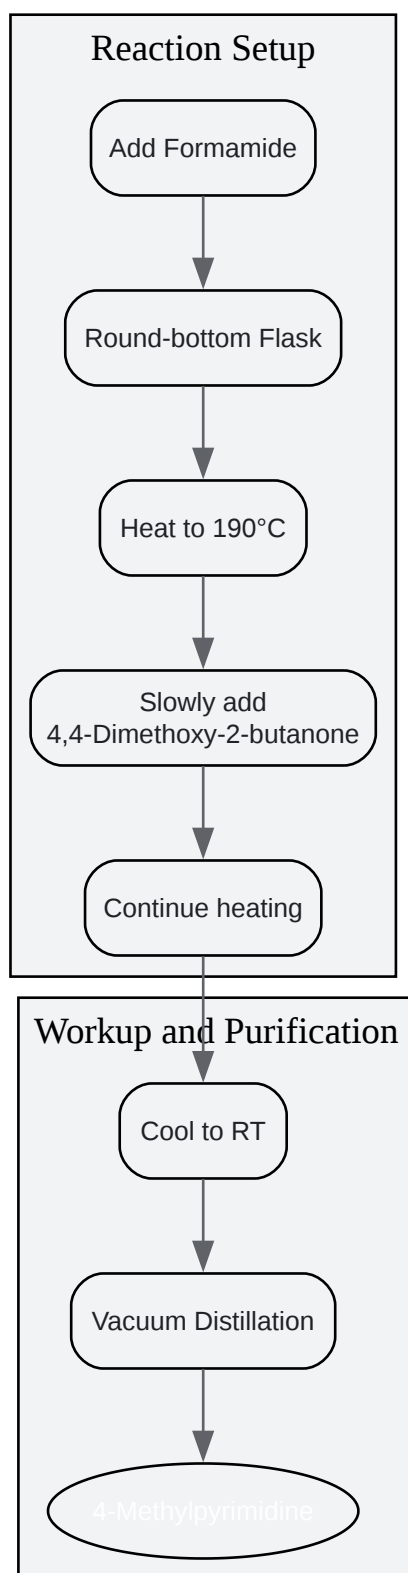 Reaction Setup
Add Formamide
Round-bottom Flask
Heat to 190°C
Slowly add
4,4-Dimethoxy-2-butanone
Continue heating
Workup and Purification
Cool to RT
Vacuum Distillation
4-Methylpyrimidine